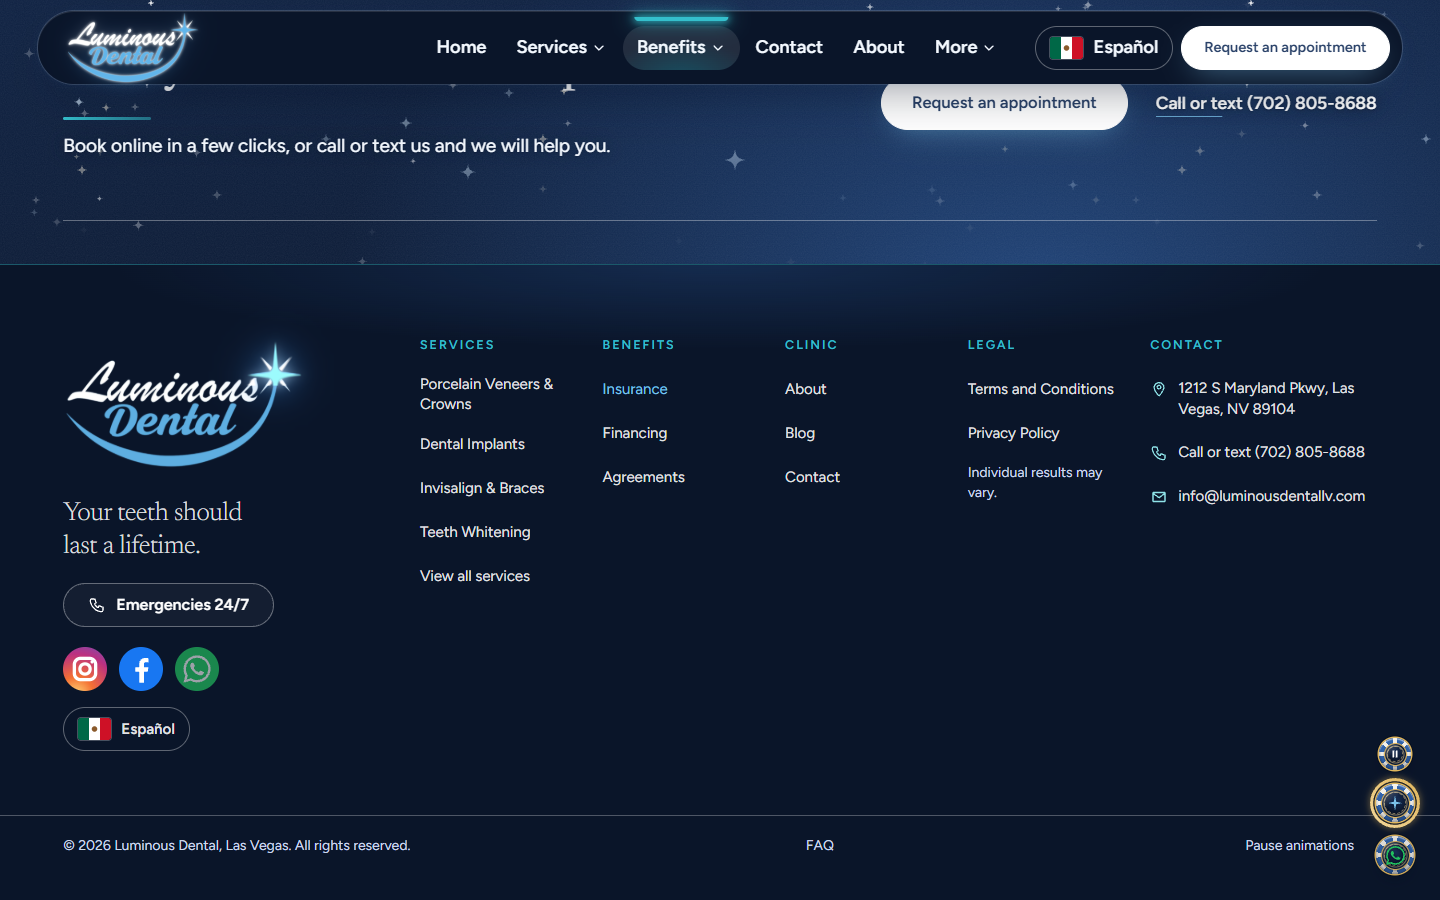 Luminous
Dental
Home
Services
Benefits
Contact
About
More
Español
Request an appointment
Request an appointment
Call or text (702) 805-8688
Book online in a few clicks, or call or text us and we will help you.
Luminous
Dental
Your teeth should
last a lifetime.
Emergencies 24/7
Español
SERVICES
Porcelain Veneers &
Crowns
Dental Implants
Invisalign & Braces
Teeth Whitening
View all services
BENEFITS
Insurance
Financing
Agreements
CLINIC
About
Blog
Contact
LEGAL
Terms and Conditions
Privacy Policy
Individual results may
vary.
CONTACT
1212 S Maryland Pkwy, Las
Vegas, NV 89104
Call or text (702) 805-8688
info@luminousdentallv.com
© 2026 Luminous Dental, Las Vegas. All rights reserved.
FAQ
Pause animations